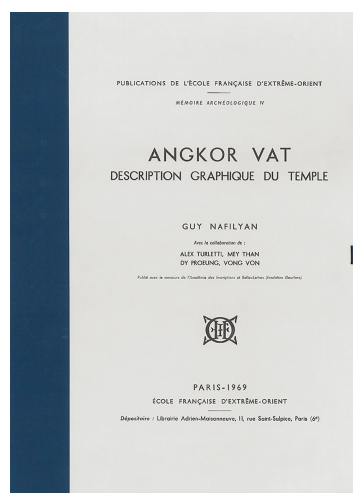 PUBLICATIONS DE L'ÉCOLE FRANÇAISE D'EXTRÊME-ORIENT
MÉMOIRE ARCHÉOLOGIQUE IV
ANGKOR VAT
DESCRIPTION GRAPHIQUE DU TEMPLE
GUY NAFILYAN
Avec la collaboration de :
ALEX TURLETTI, MEY THAN
DY PROEUNG, VONG VON
Publié avec le concours de l'Académie des Inscriptions et Belles-Lettres (fondation Dourlans)
PARIS-1969
ÉCOLE FRANÇAISE D'EXTRÊME-ORIENT
Dépositaire : Librairie Adrien-Maisonneuve, 11, rue Saint-Sulpice, Paris (6e)